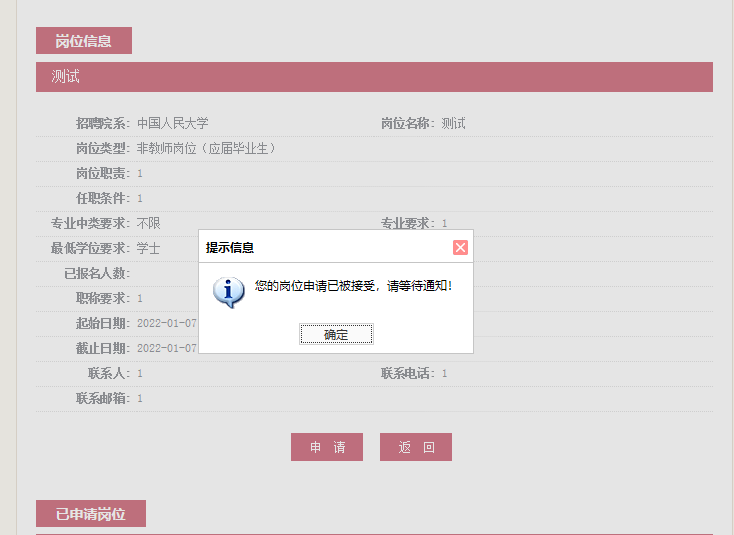 岗位信息
测试
招聘院系：中国人民大学 岗位名称：测试
岗位类型：非教师岗位（应届毕业生）
岗位职责：1
任职条件：1
专业中类要求：不限 专业要求：1
最低学位要求：学士
提示信息
已报名人数：
您的岗位申请已被接受，请等待通知！
职称要求：1
起始日期：2022-01-07
确定
截止日期：2022-01-07
联系人：1 联系电话：1
联系邮箱：1
申 请 返 回
已申请岗位